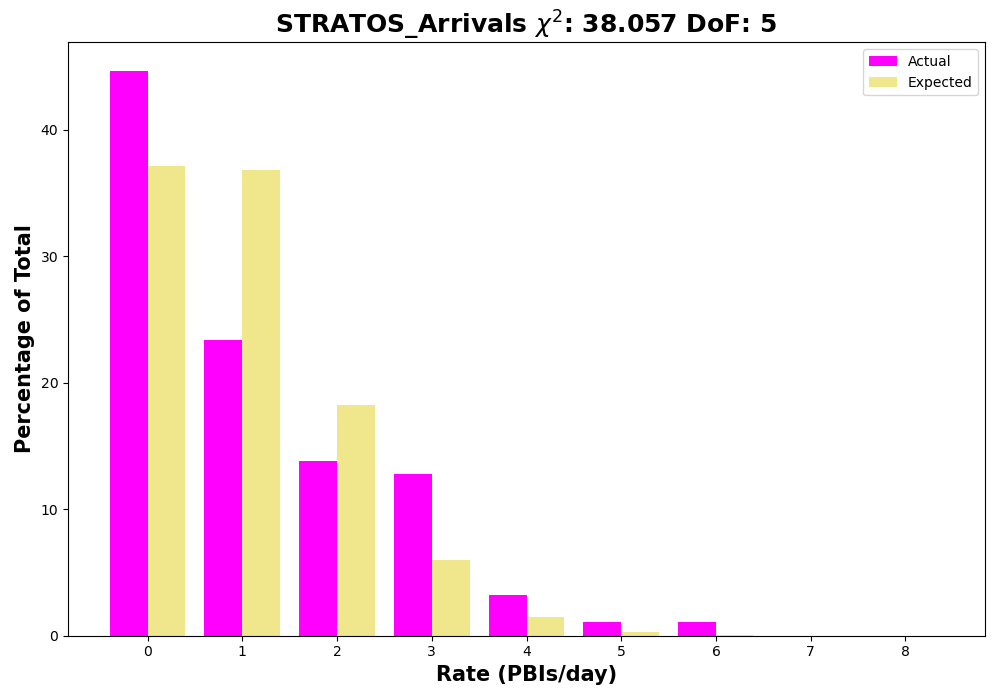 STRATOS_Arrivals χ²: 38.057 DoF: 5
Actual
Expected
Percentage of Total
40
30
20
10
0
0 1 2 3 4 5 6 7 8
Rate (PBIs/day)